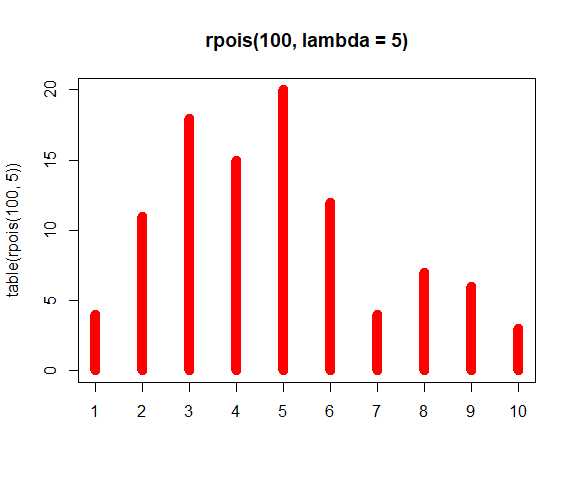 rpois(100, lambda = 5)
table(rpois(100, 5))
20
15
10
5
0
1 2 3 4 5 6 7 8 9 10